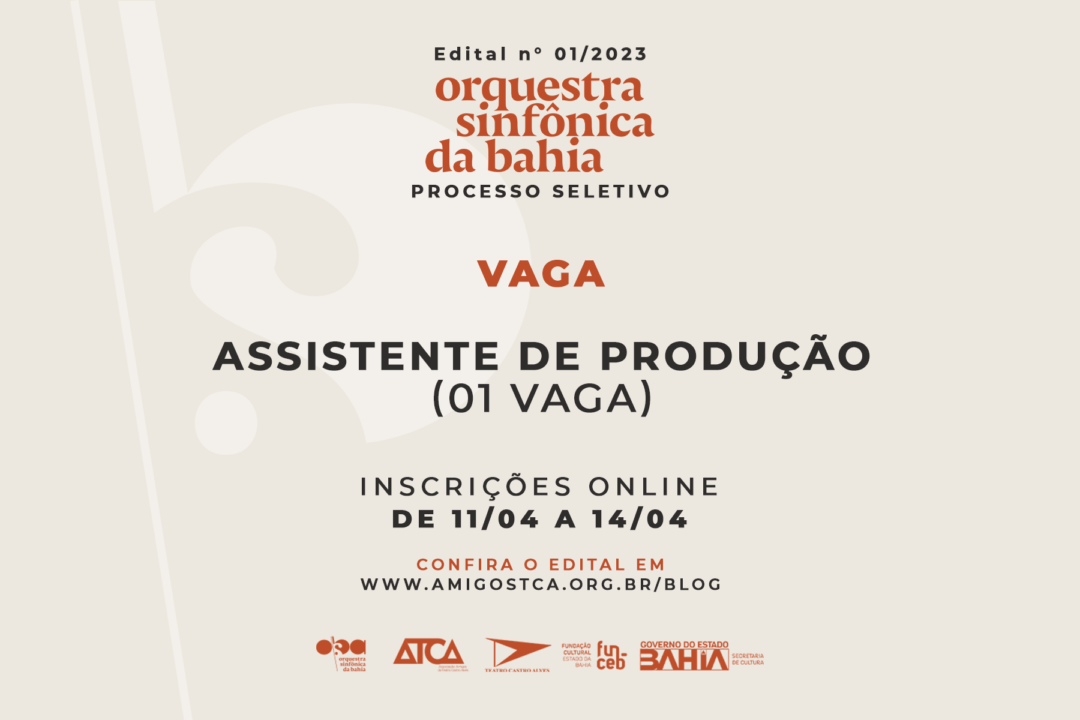 Edital nº 01/2023
orquestra
sinfônica
da bahia
PROCESSO SELETIVO
VAGA
ASSISTENTE DE PRODUÇÃO
(01 VAGA)
INSCRIÇÕES ONLINE
DE 11/04 A 14/04
CONFIRA O EDITAL EM
WWW.AMIGOSTCA.ORG.BR/BLOG
orquestra
sinfônica
da bahia
ATCA
TEATRO CASTRO ALVES
FUNDAÇÃO
CULTURAL
ESTADO DA
BAHIA
fun
ceb
GOVERNO DO ESTADO
BAHIA
SECRETARIA
DE CULTURA